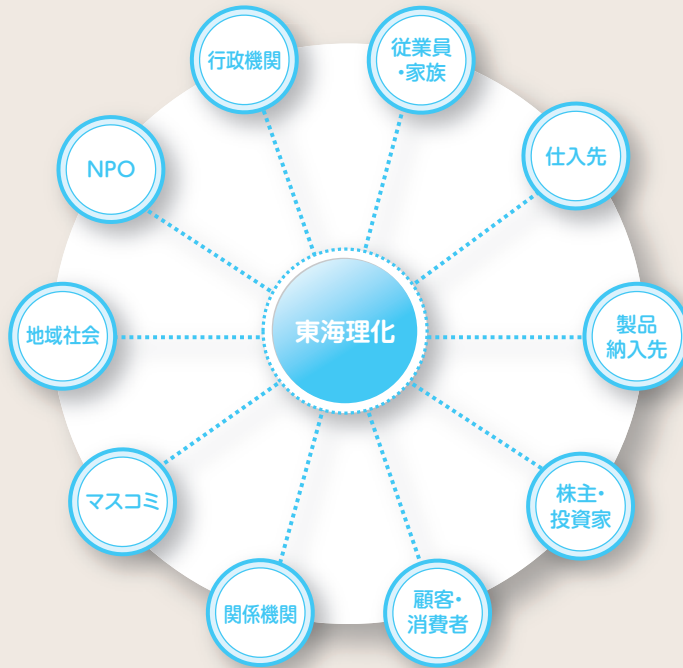 行政機関
従業員
・家族
NPO
仕入先
地域社会
東海理化
製品
納入先
マスコミ
株主・
投資家
関係機関
顧客・
消費者